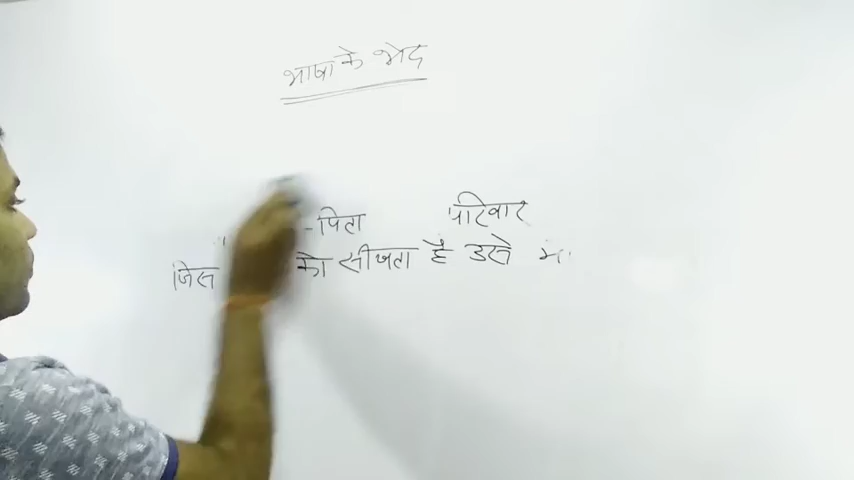 भाषा के भेद
-पिता परिवार
जिस को सीखता है उसे